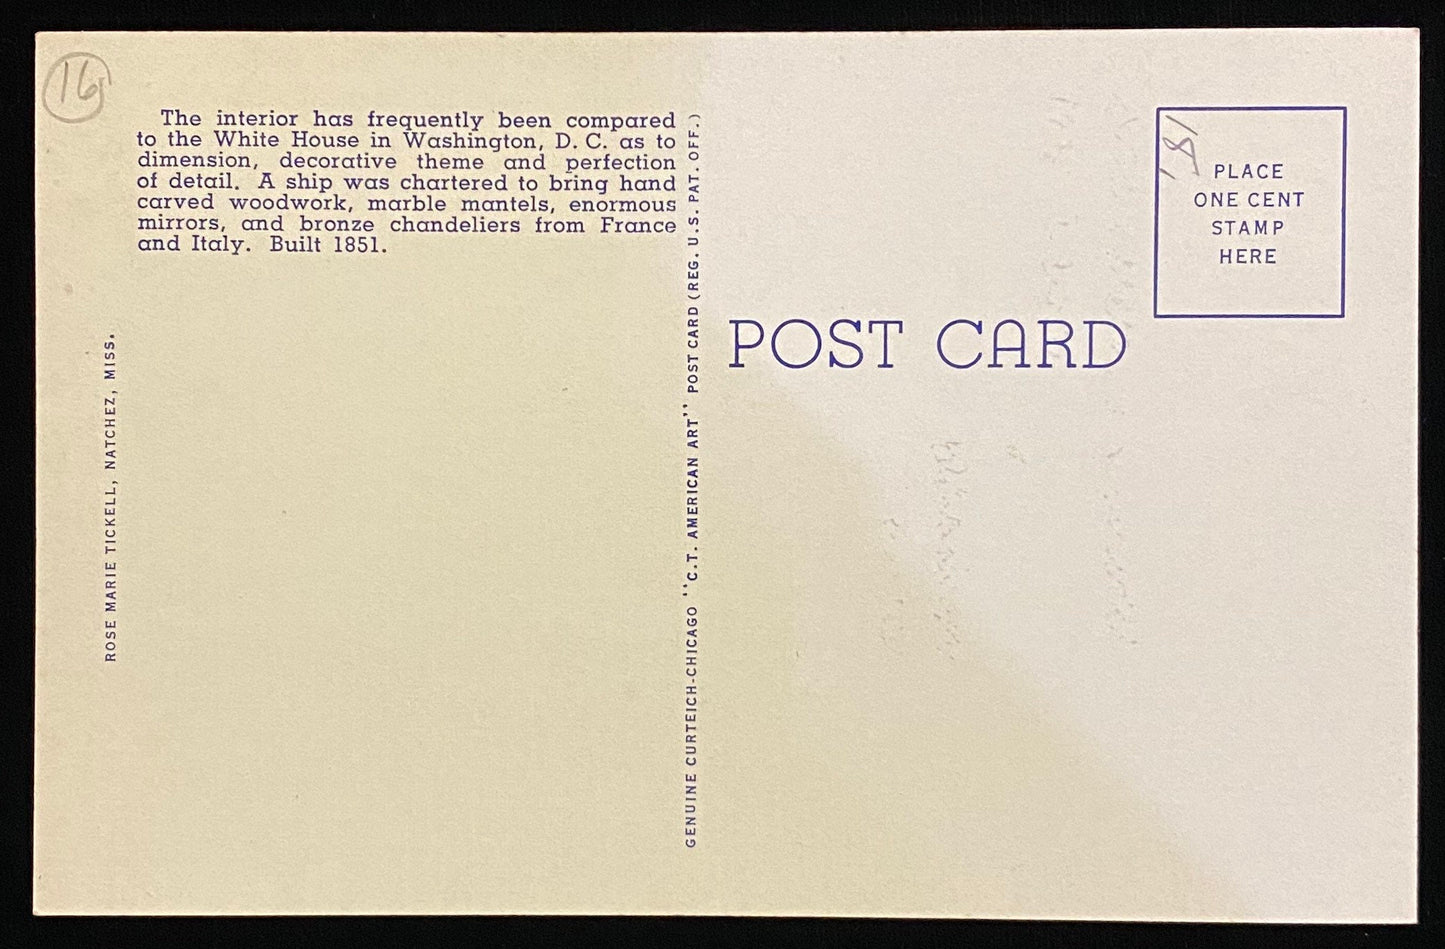 16
The interior has frequently been compared
to the White House in Washington, D. C. as to
dimension, decorative theme and perfection
of detail. A ship was chartered to bring hand
carved woodwork, marble mantels, enormous
mirrors, and bronze chandeliers from France
and Italy. Built 1851.
ROSE MARIE TICKELL, NATCHEZ, MISS.
GENUINE CURTEICH-CHICAGO "C.T. AMERICAN ART" POST CARD (REG. U.S. PAT. OFF.)
POST CARD
PLACE
ONE CENT
STAMP
HERE